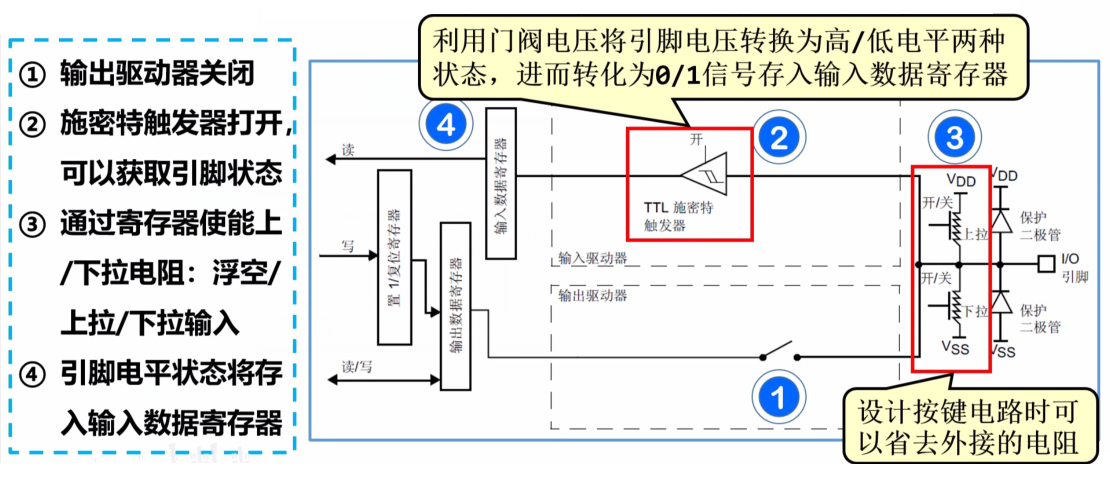 利用门阀电压将引脚电压转换为高/低电平两种
状态，进而转化为0/1信号存入输入数据寄存器
① 输出驱动器关闭
② 施密特触发器打开，
可以获取引脚状态
③ 通过寄存器使能上
/下拉电阻：浮空/
上拉/下拉输入
④ 引脚电平状态将存
入输入数据寄存器
4
2
3
1
读
写
读/写
输入数据寄存器
置 1/复位寄存器
输出数据寄存器
开
TTL 施密特
触发器
输入驱动器
输出驱动器
VDD
VDD
开/关
上拉
保护
二极管
I/O
引脚
开/关
下拉
保护
二极管
VSS
VSS
设计按键电路时可
以省去外接的电阻